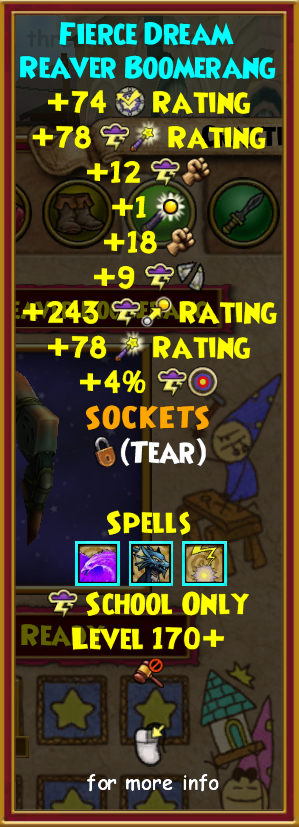 FIERCE DREAM
REAVER BOOMERANG
+74 RATING
+78 RATING
+12
+1
+18
+9
+243 RATING
+78 RATING
+4%
SOCKETS
(TEAR)
SPELLS
SCHOOL ONLY
LEVEL 170+
for more info